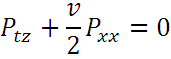 P_{tz} + \frac{v}{2} P_{xx} = 0